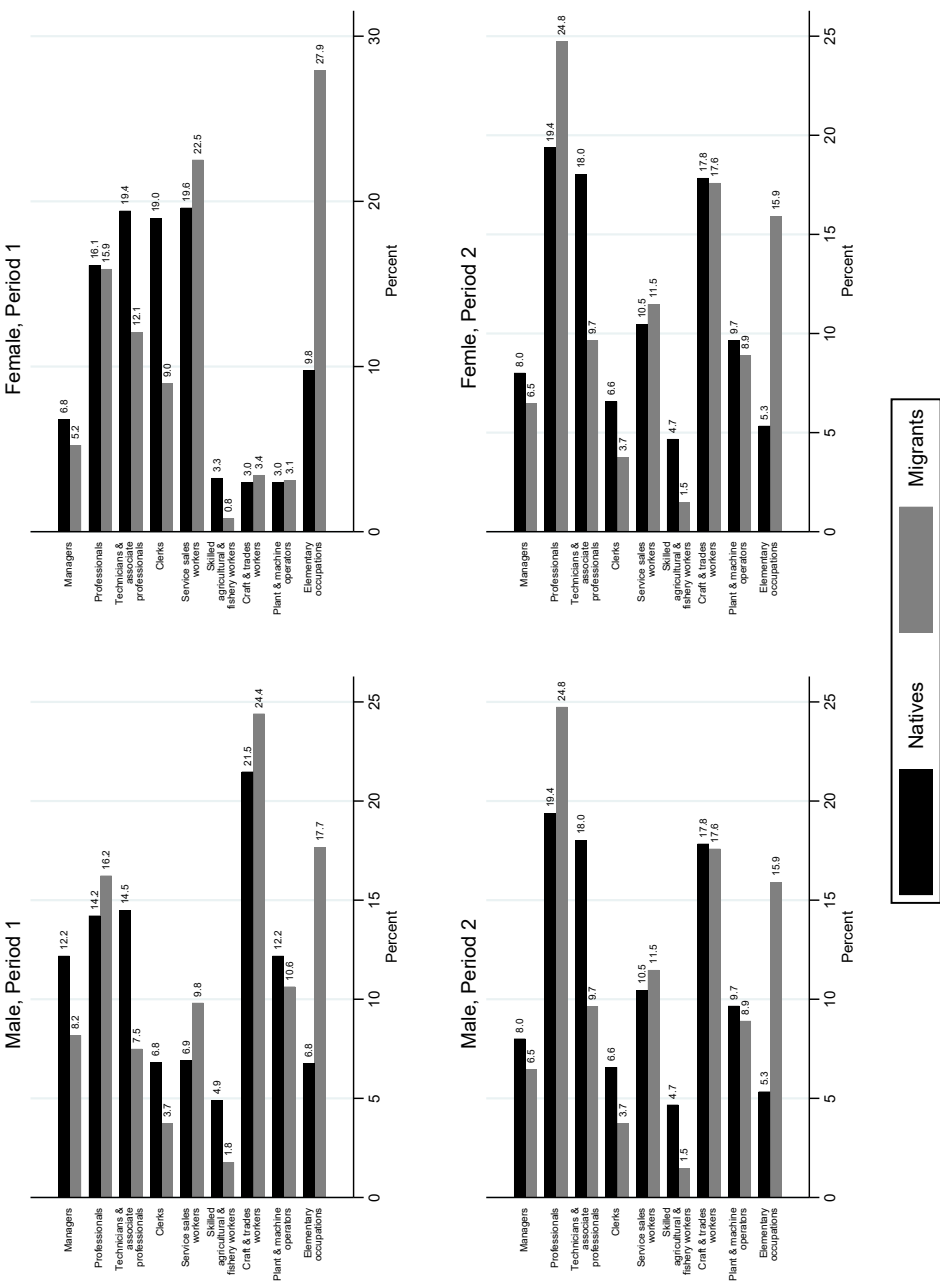 Male, Period 1
Managers
Professionals
Technicians &
associate
professionals
Clerks
Service sales
workers
Skilled
agricultural &
fishery workers
Craft & trades
workers
Plant & machine
operators
Elementary
occupations
12.2
8.2
14.2
16.2
14.5
7.5
6.8
3.7
6.9
9.8
4.9
1.8
21.5
24.4
12.2
10.6
6.8
17.7
0 5 10 15 20 25
Percent
Female, Period 1
Managers
Professionals
Technicians &
associate
professionals
Clerks
Service sales
workers
Skilled
agricultural &
fishery workers
Craft & trades
workers
Plant & machine
operators
Elementary
occupations
6.8
5.2
16.1
15.9
19.4
12.1
19.0
9.0
19.6
22.5
3.3
0.8
3.0
3.4
3.0
3.1
9.8
27.9
0 10 20 30
Percent
Male, Period 2
Managers
Professionals
Technicians &
associate
professionals
Clerks
Service sales
workers
Skilled
agricultural &
fishery workers
Craft & trades
workers
Plant & machine
operators
Elementary
occupations
8.0
6.5
19.4
24.8
18.0
9.7
6.6
3.7
10.5
11.5
4.7
1.5
17.8
17.6
9.7
8.9
5.3
15.9
0 5 10 15 20 25
Percent
Femle, Period 2
Managers
Professionals
Technicians &
associate
professionals
Clerks
Service sales
workers
Skilled
agricultural &
fishery workers
Craft & trades
workers
Plant & machine
operators
Elementary
occupations
8.0
6.5
19.4
24.8
18.0
9.7
6.6
3.7
10.5
11.5
4.7
1.5
17.8
17.6
9.7
8.9
5.3
15.9
0 5 10 15 20 25
Percent
Natives Migrants